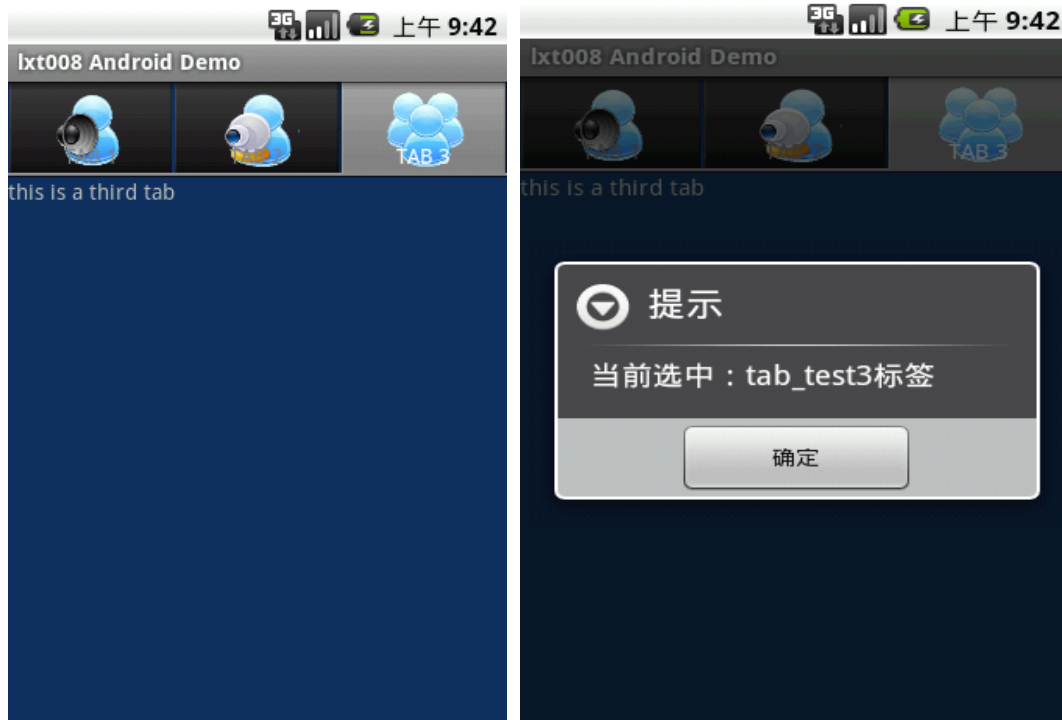 3G 上午 9:42
lxt008 Android Demo
TAB 3
this is a third tab
3G 上午 9:42
lxt008 Android Demo
TAB 3
this is a third tab
提示
当前选中：tab_test3标签
确定